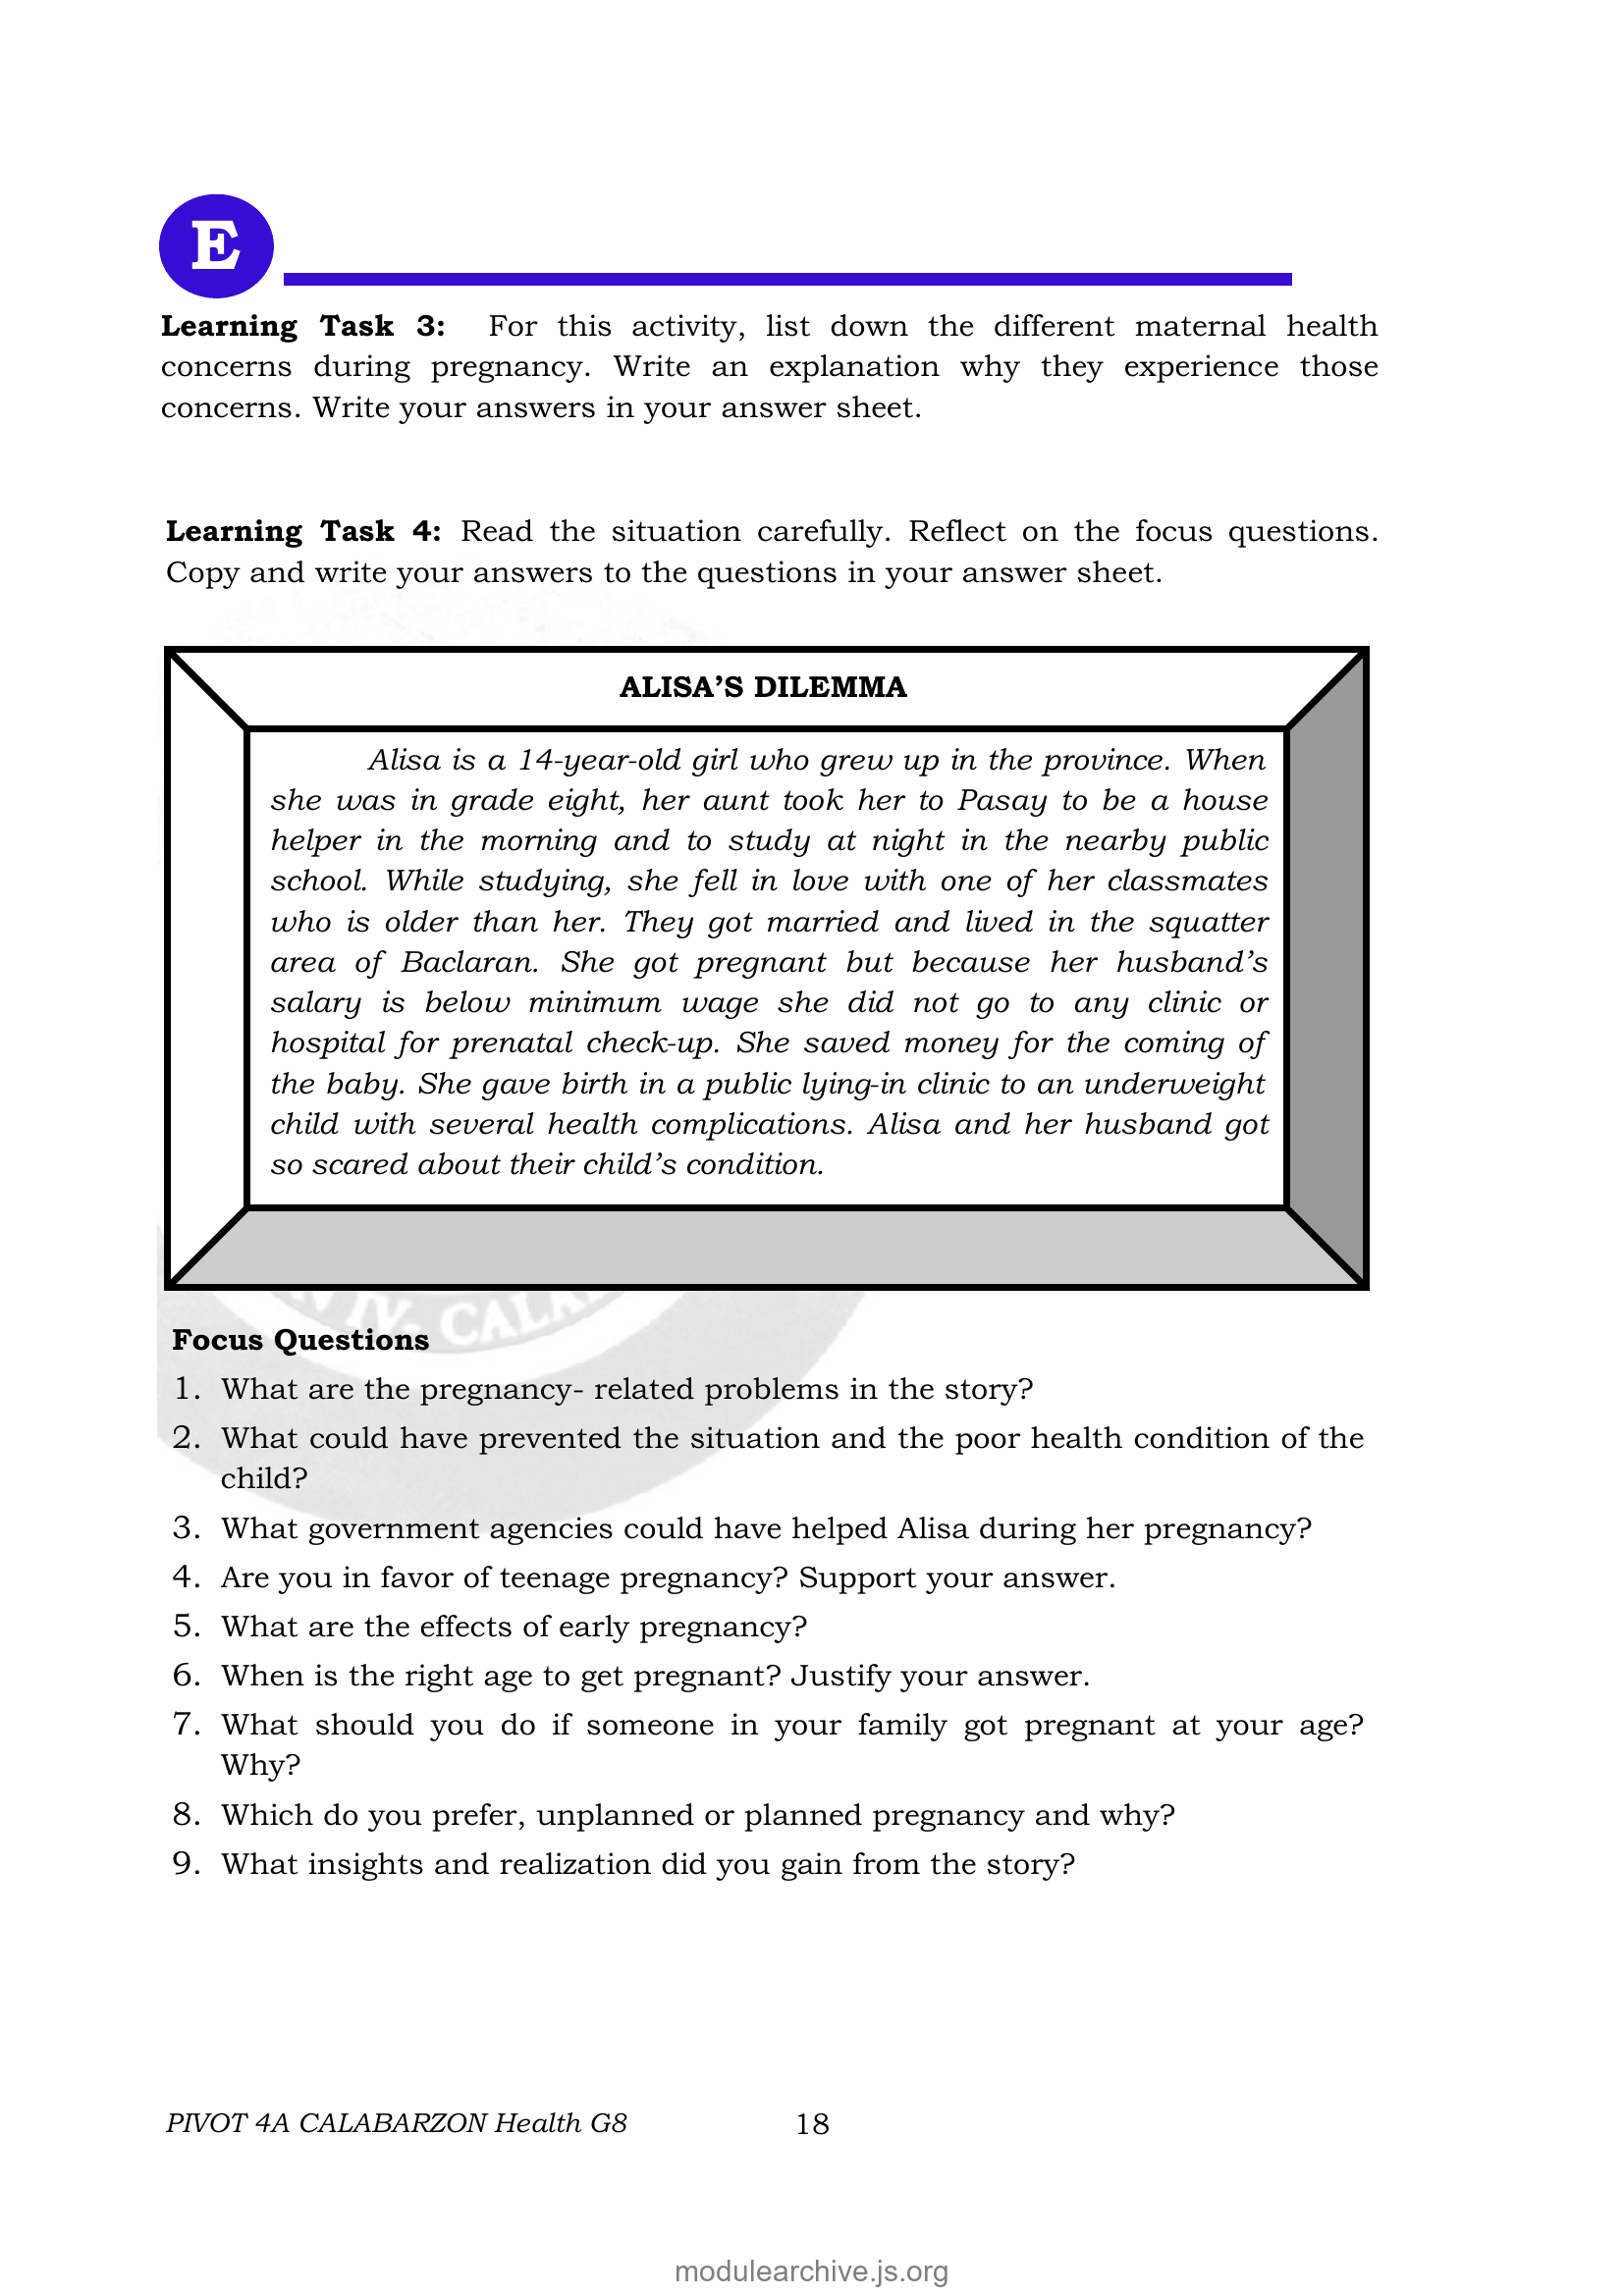 E
Learning Task 3: For this activity, list down the different maternal health
concerns during pregnancy. Write an explanation why they experience those
concerns. Write your answers in your answer sheet.
Learning Task 4: Read the situation carefully. Reflect on the focus questions.
Copy and write your answers to the questions in your answer sheet.
ALISA’S DILEMMA
Alisa is a 14-year-old girl who grew up in the province. When
she was in grade eight, her aunt took her to Pasay to be a house
helper in the morning and to study at night in the nearby public
school. While studying, she fell in love with one of her classmates
who is older than her. They got married and lived in the squatter
area of Baclaran. She got pregnant but because her husband’s
salary is below minimum wage she did not go to any clinic or
hospital for prenatal check-up. She saved money for the coming of
the baby. She gave birth in a public lying-in clinic to an underweight
child with several health complications. Alisa and her husband got
so scared about their child’s condition.
IV- CALA
Focus Questions
1. What are the pregnancy- related problems in the story?
2. What could have prevented the situation and the poor health condition of the
child?
3. What government agencies could have helped Alisa during her pregnancy?
4. Are you in favor of teenage pregnancy? Support your answer.
5. What are the effects of early pregnancy?
6. When is the right age to get pregnant? Justify your answer.
7. What should you do if someone in your family got pregnant at your age?
Why?
8. Which do you prefer, unplanned or planned pregnancy and why?
9. What insights and realization did you gain from the story?
PIVOT 4A CALABARZON Health G8 18
modulearchive.js.org